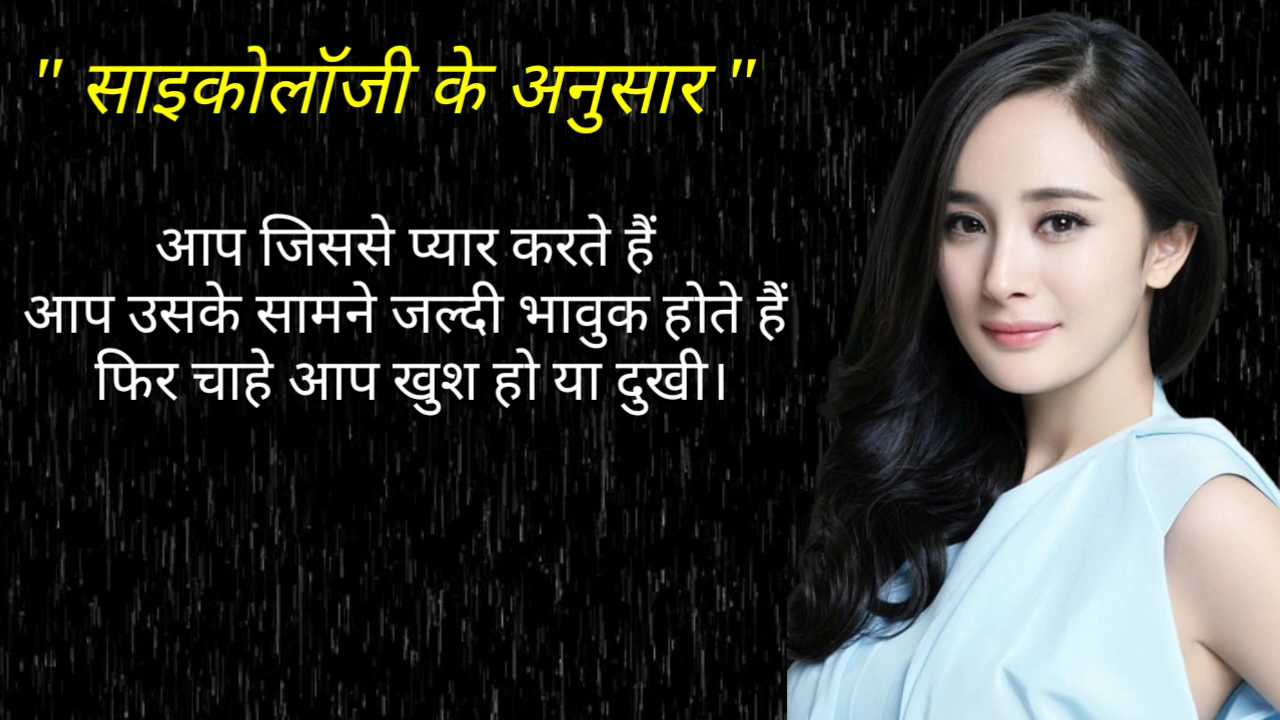 " साइकोलॉजी के अनुसार "
आप जिससे प्यार करते हैं
आप उसके सामने जल्दी भावुक होते हैं
फिर चाहे आप खुश हो या दुखी।